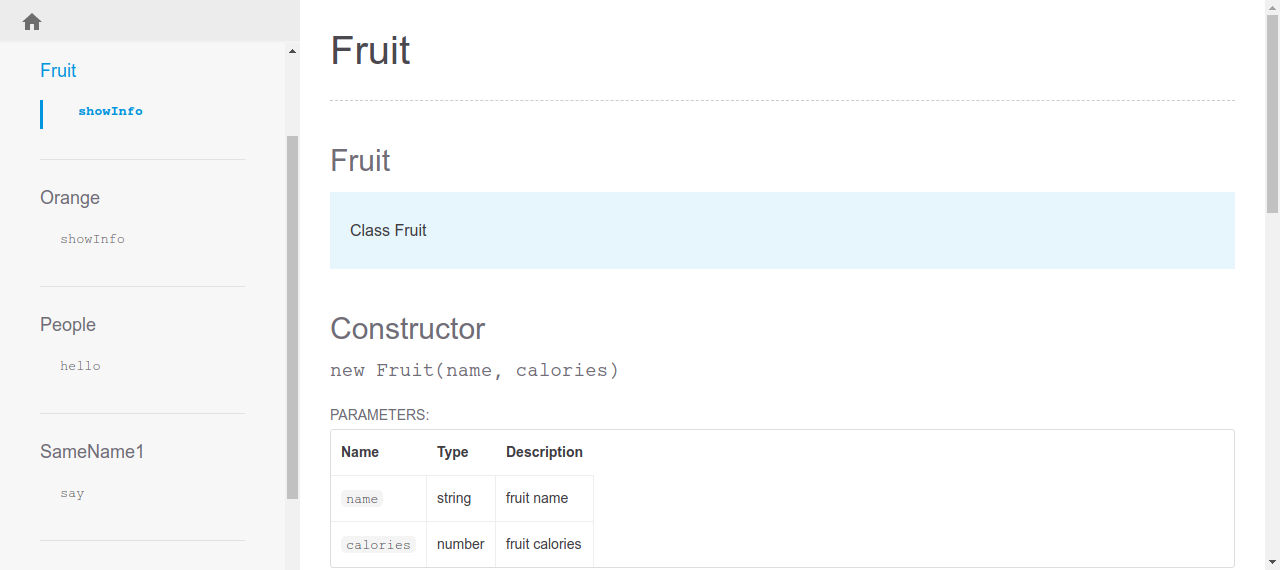 Fruit
showInfo
Orange
showInfo
People
hello
SameName1
say
Fruit
Fruit
Class Fruit
Constructor
new Fruit(name, calories)
PARAMETERS:
Name Type Description
name string fruit name
calories number fruit calories